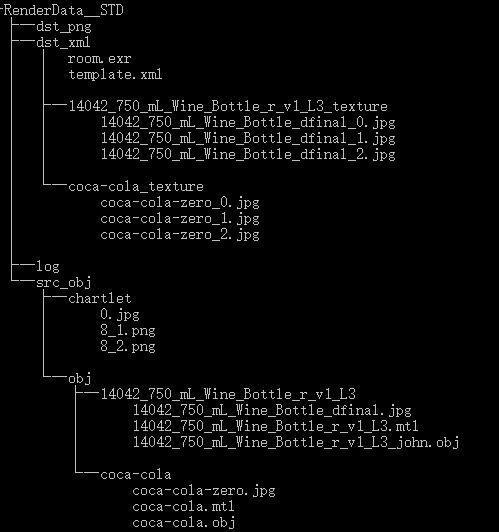 RenderData__STD
dst_png
dst_xml
room.exr
template.xml
14042_750_mL_Wine_Bottle_r_v1_L3_texture
14042_750_mL_Wine_Bottle_dfinal_0.jpg
14042_750_mL_Wine_Bottle_dfinal_1.jpg
14042_750_mL_Wine_Bottle_dfinal_2.jpg
coca-cola_texture
coca-cola-zero_0.jpg
coca-cola-zero_1.jpg
coca-cola-zero_2.jpg
log
src_obj
chartlet
0.jpg
8_1.png
8_2.png
obj
14042_750_mL_Wine_Bottle_r_v1_L3
14042_750_mL_Wine_Bottle_dfinal.jpg
14042_750_mL_Wine_Bottle_r_v1_L3.mtl
14042_750_mL_Wine_Bottle_r_v1_L3_john.obj
coca-cola
coca-cola-zero.jpg
coca-cola.mtl
coca-cola.obj